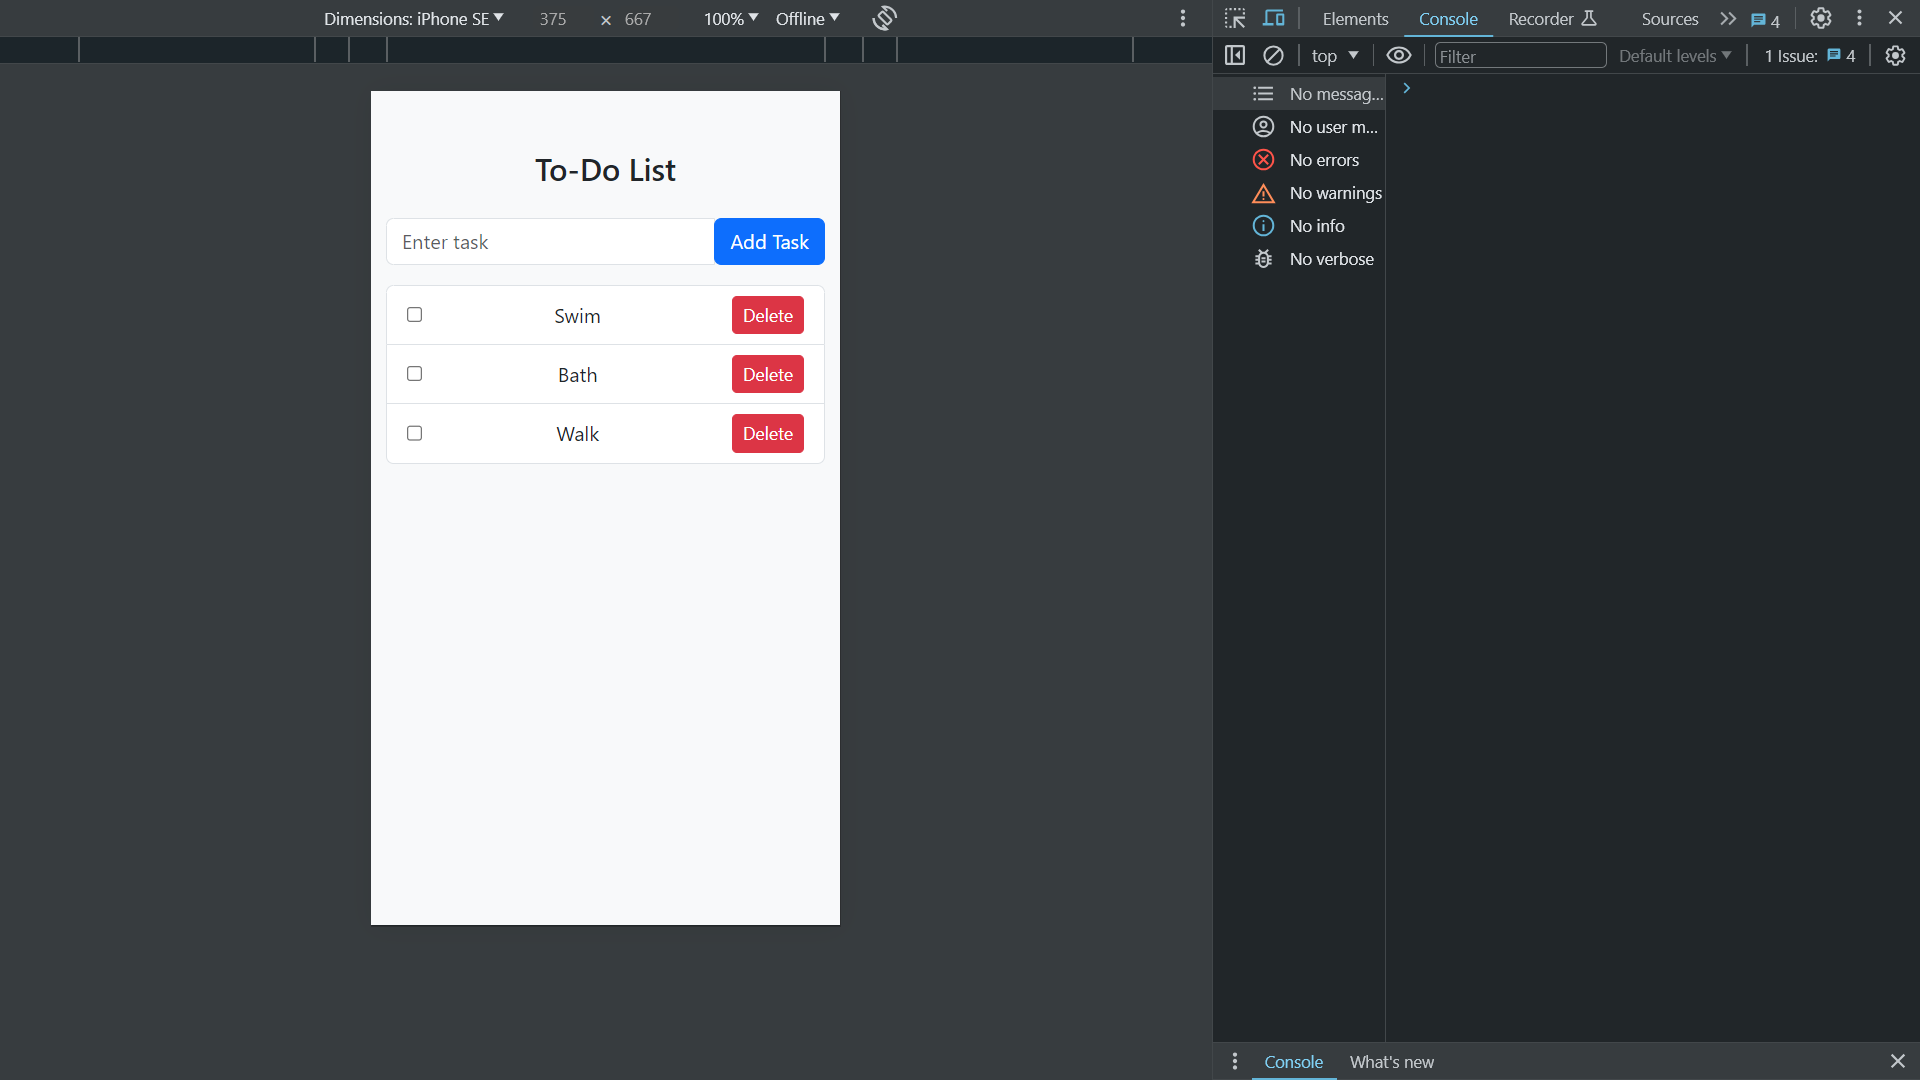 Dimensions: iPhone SE 375 × 667 100% Offline
Elements Console Recorder Sources 4
top Filter Default levels 1 Issue: 4
No messag...
No user m...
No errors
No warnings
No info
No verbose
To-Do List
Enter task Add Task
Swim Delete
Bath Delete
Walk Delete
Console What's new